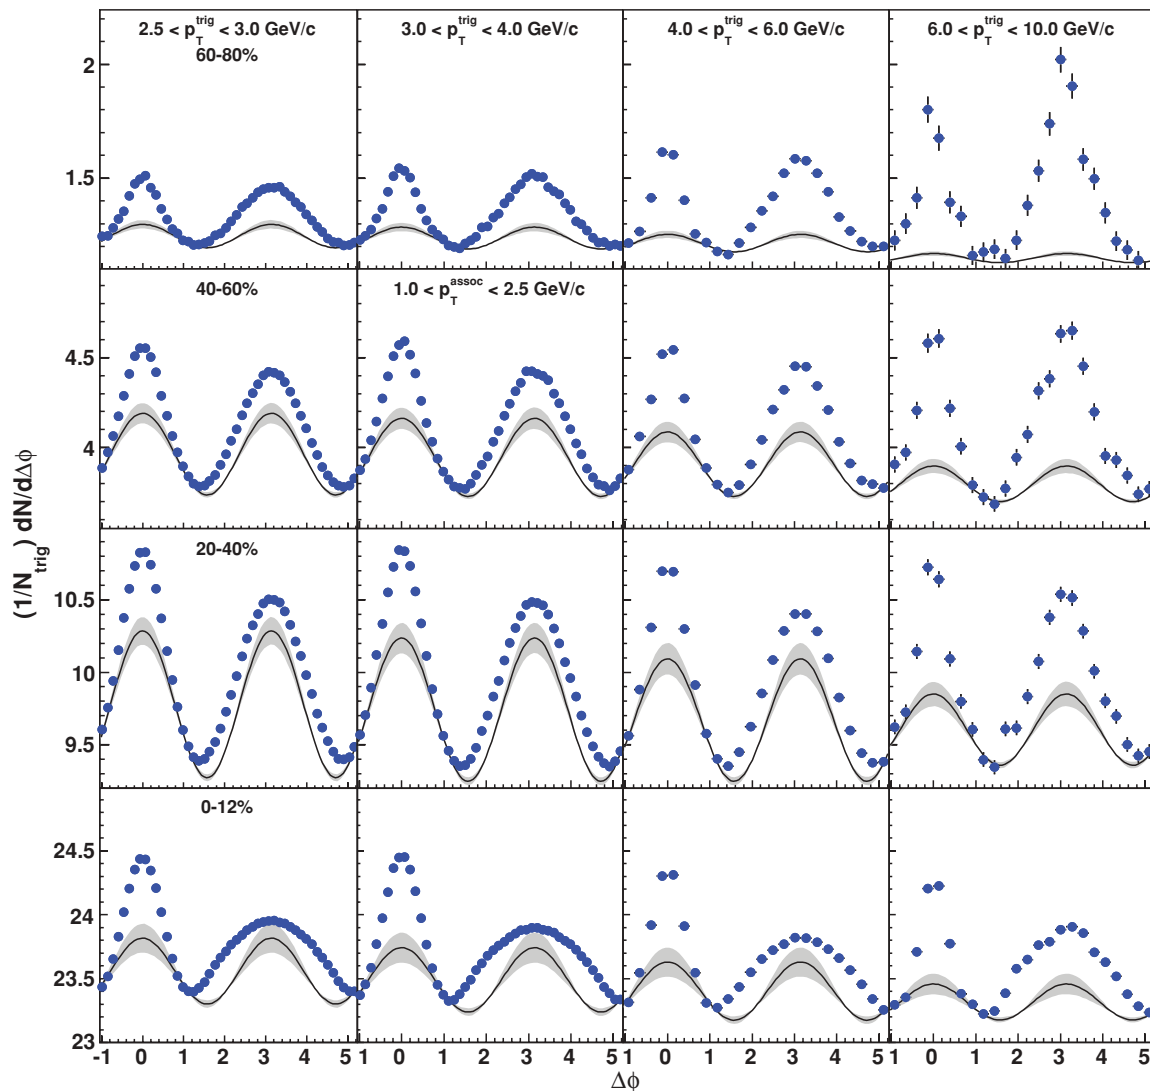 2.5 < p_T^trig < 3.0 GeV/c
3.0 < p_T^trig < 4.0 GeV/c
4.0 < p_T^trig < 6.0 GeV/c
6.0 < p_T^trig < 10.0 GeV/c
60-80%
2
1.5
40-60%
1.0 < p_T^assoc < 2.5 GeV/c
4.5
4
20-40%
10.5
10
9.5
0-12%
24.5
24
23.5
23
(1/N_trig) dN/dΔϕ
-1 0 1 2 3 4 5 1 0 1 2 3 4 5 1 0 1 2 3 4 5 1 0 1 2 3 4 5
Δϕ